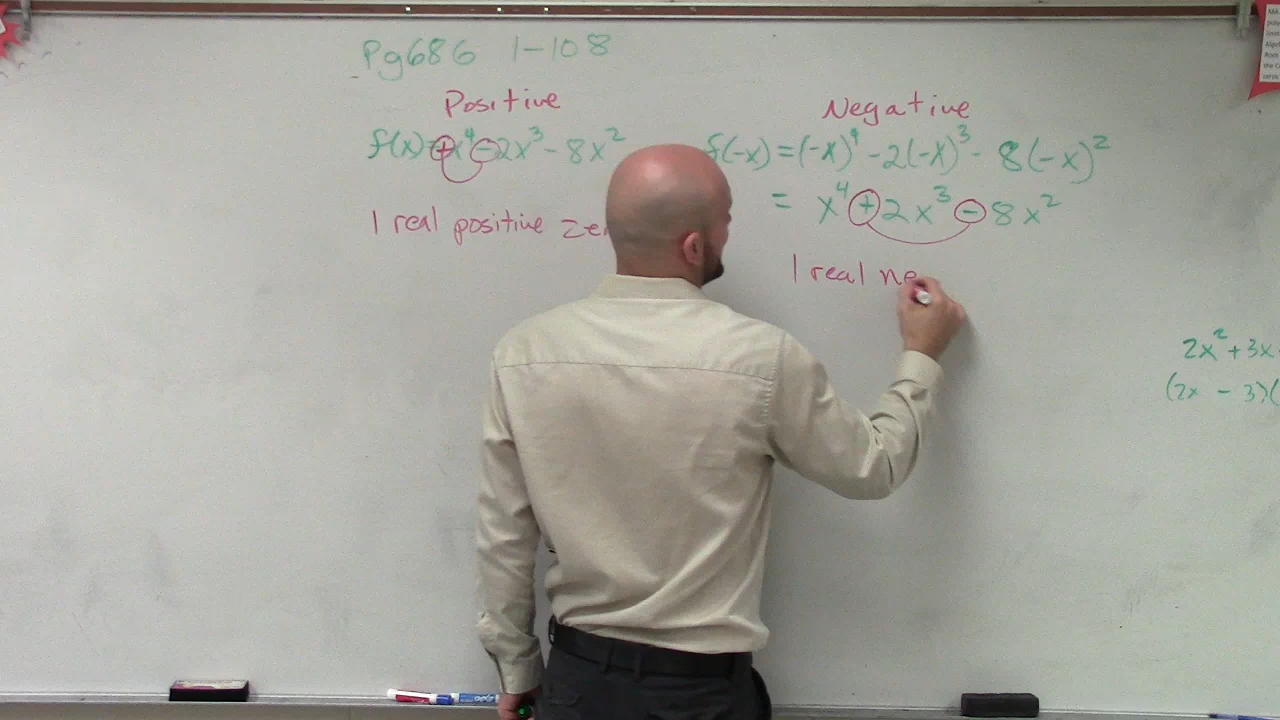 Pg686 1-108
Positive
f(x)=+x⁴-2x³-8x²
1 real positive
Negative
f(-x)=(-x)⁴-2(-x)³-8(-x)²
= x⁴+2x³-8x²
1 real ne
2x²+3x
(2x - 3)(